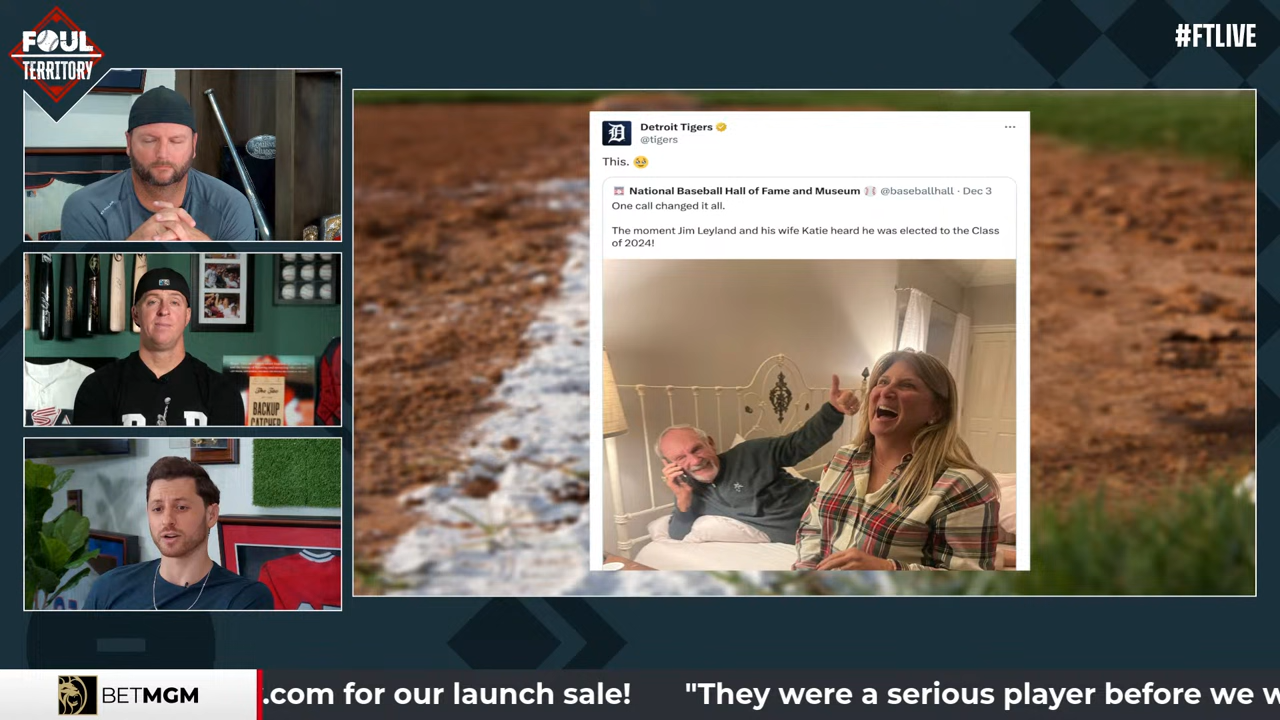 FOUL
TERRITORY
#FTLIVE
Detroit Tigers
@tigers
This.
National Baseball Hall of Fame and Museum @baseballhall · Dec 3
One call changed it all.
The moment Jim Leyland and his wife Katie heard he was elected to the Class
of 2024!
BACKUP
CATCHER
BETMGM
.com for our launch sale!
"They were a serious player before we w